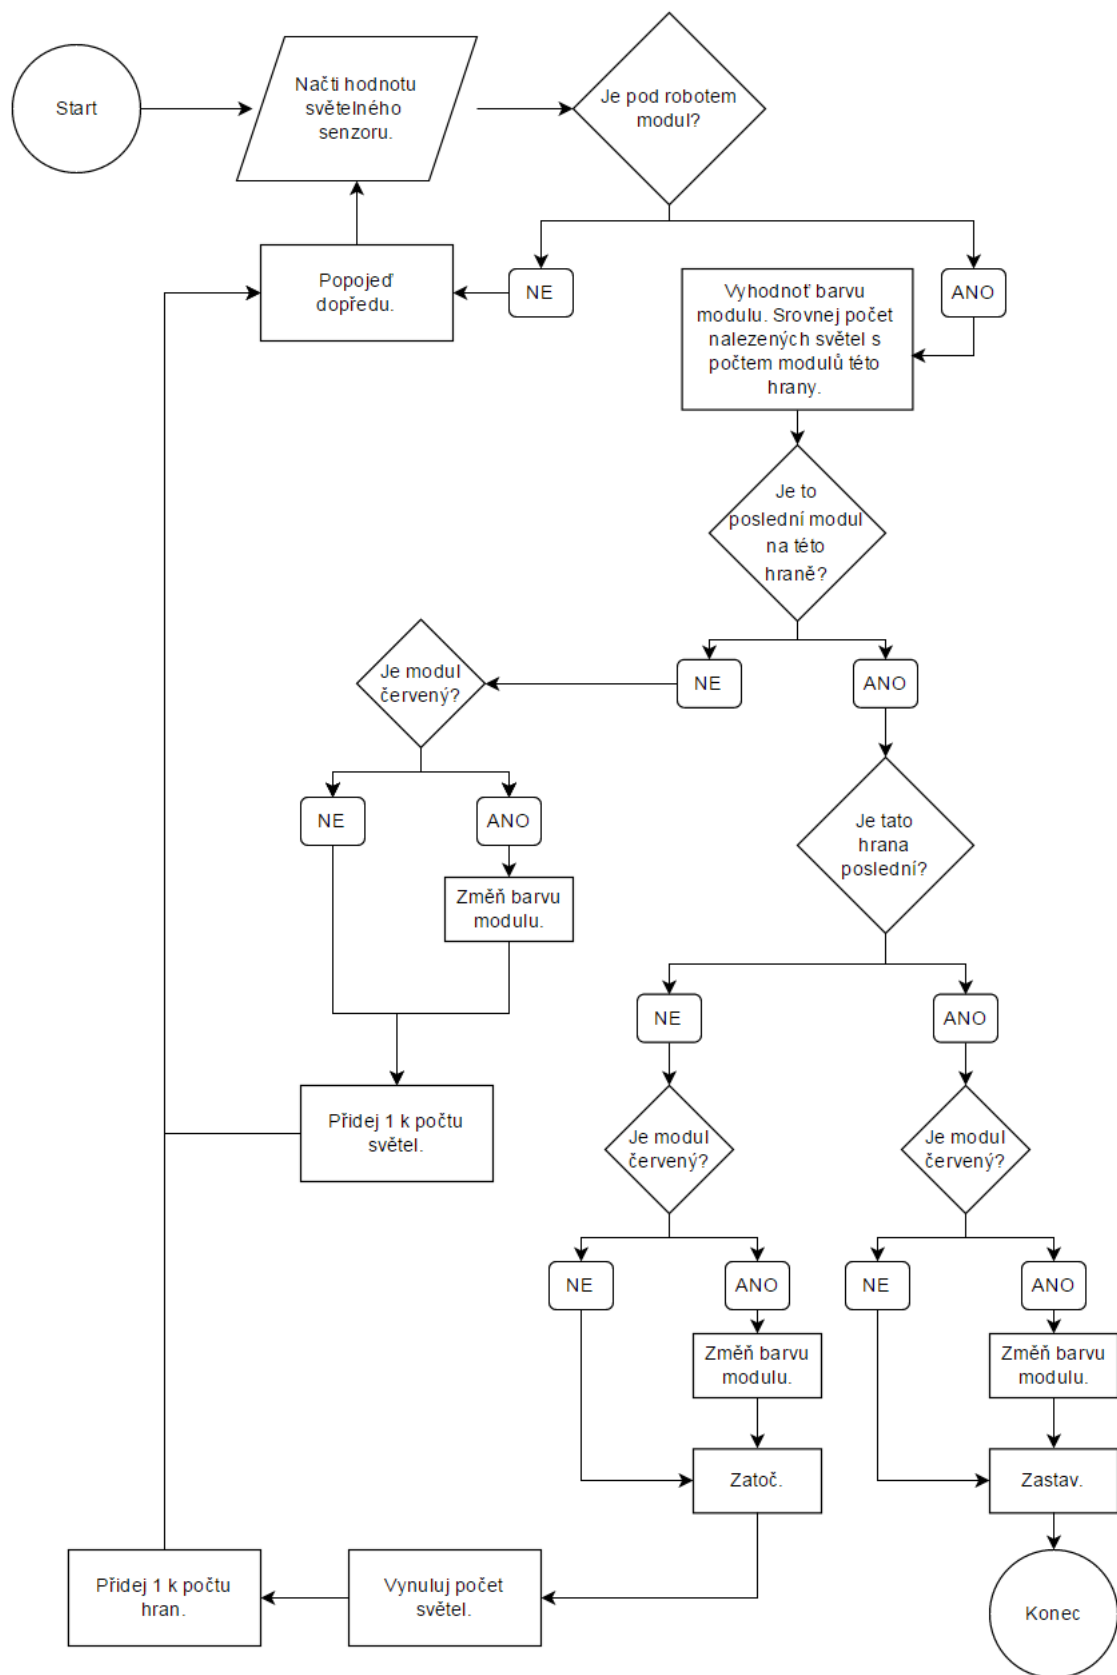 Start
Načti hodnotu
světelného
senzoru.
Je pod robotem
modul?
Popojeď
dopředu.
NE
ANO
Vyhodnoť barvu
modulu. Srovnej počet
nalezených světel s
počtem modulů této
hrany.
Je to
poslední modul
na této
hraně?
NE
ANO
Je modul
červený?
NE
ANO
Změň barvu
modulu.
Je tato
hrana
poslední?
NE
ANO
Přidej 1 k počtu
světel.
Je modul
červený?
Je modul
červený?
NE
ANO
NE
ANO
Změň barvu
modulu.
Změň barvu
modulu.
Zatoč.
Zastav.
Přidej 1 k počtu
hran.
Vynuluj počet
světel.
Konec